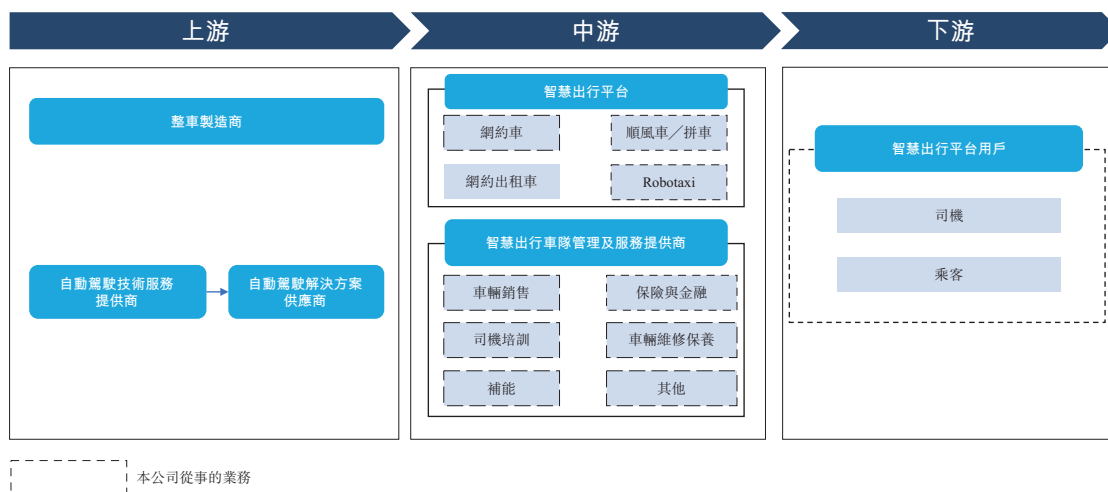 上游
中游
下游
整車製造商
自動駕駛技術服務
提供商
自動駕駛解決方案
供應商
智慧出行平台
網約車
順風車／拼車
網約出租車
Robotaxi
智慧出行車隊管理及服務提供商
車輛銷售
保險與金融
司機培訓
車輛維修保養
補能
其他
智慧出行平台用戶
司機
乘客
本公司從事的業務